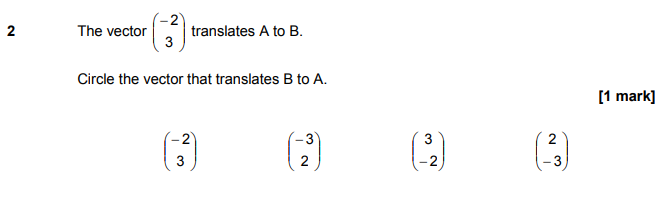 2 The vector (−2 3) translates A to B.
Circle the vector that translates B to A.
[1 mark]
(−2 3) (−3 2) (3 −2) (2 −3)